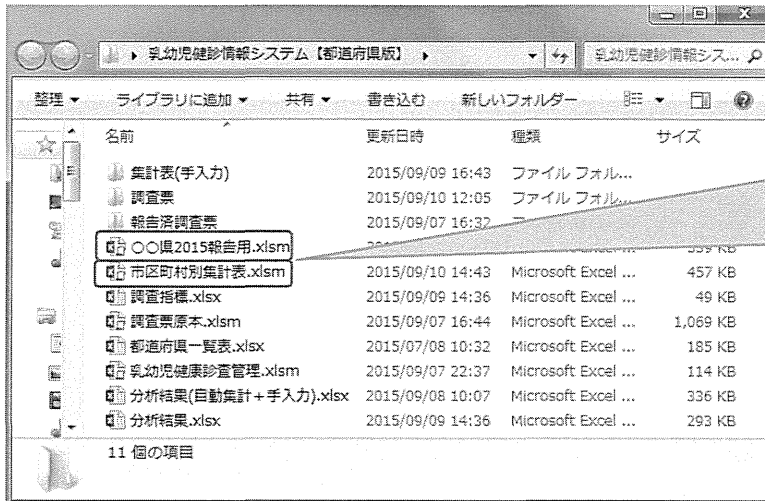 乳幼児健診情報システム【都道府県版】
乳幼児健診情報シス...
整理 ライブラリに追加 共有 書き込む 新しいフォルダー
名前 更新日時 種類 サイズ
集計表(手入力) 2015/09/09 16:43 ファイル フォル...
調査票 2015/09/10 12:05 ファイル フォル...
報告済調査票 2015/09/07 16:32
〇〇県2015報告用.xlsm
市区町村別集計表.xlsm 2015/09/10 14:43 Microsoft Excel ... 457 KB
調査指標.xlsx 2015/09/09 14:36 Microsoft Excel ... 49 KB
調査票原本.xlsm 2015/09/07 16:44 Microsoft Excel ... 1,069 KB
都道府県一覧表.xlsx 2015/07/08 10:32 Microsoft Excel ... 185 KB
乳幼児健康診査管理.xlsm 2015/09/07 22:37 Microsoft Excel ... 114 KB
分析結果(自動集計+手入力).xlsx 2015/09/08 10:07 Microsoft Excel ... 336 KB
分析結果.xlsx 2015/09/09 14:36 Microsoft Excel ... 293 KB
11 個の項目